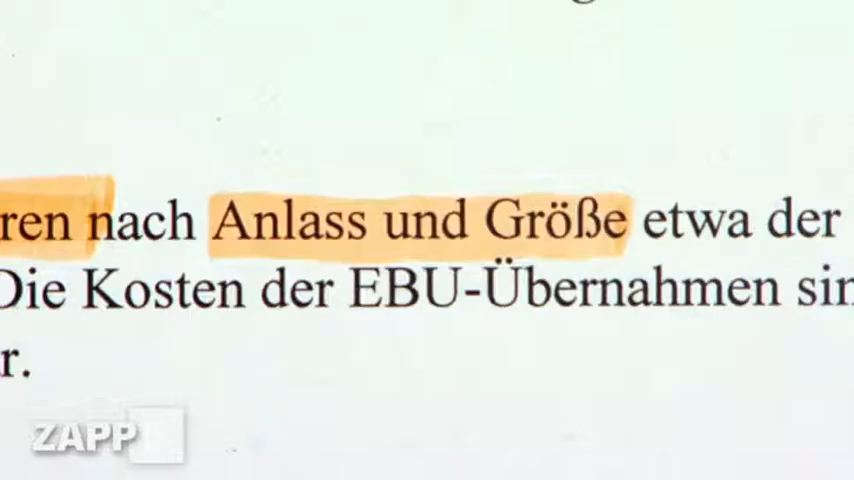 ren nach Anlass und Größe etwa der
Die Kosten der EBU-Übernahmen sin
r.
ZAPP